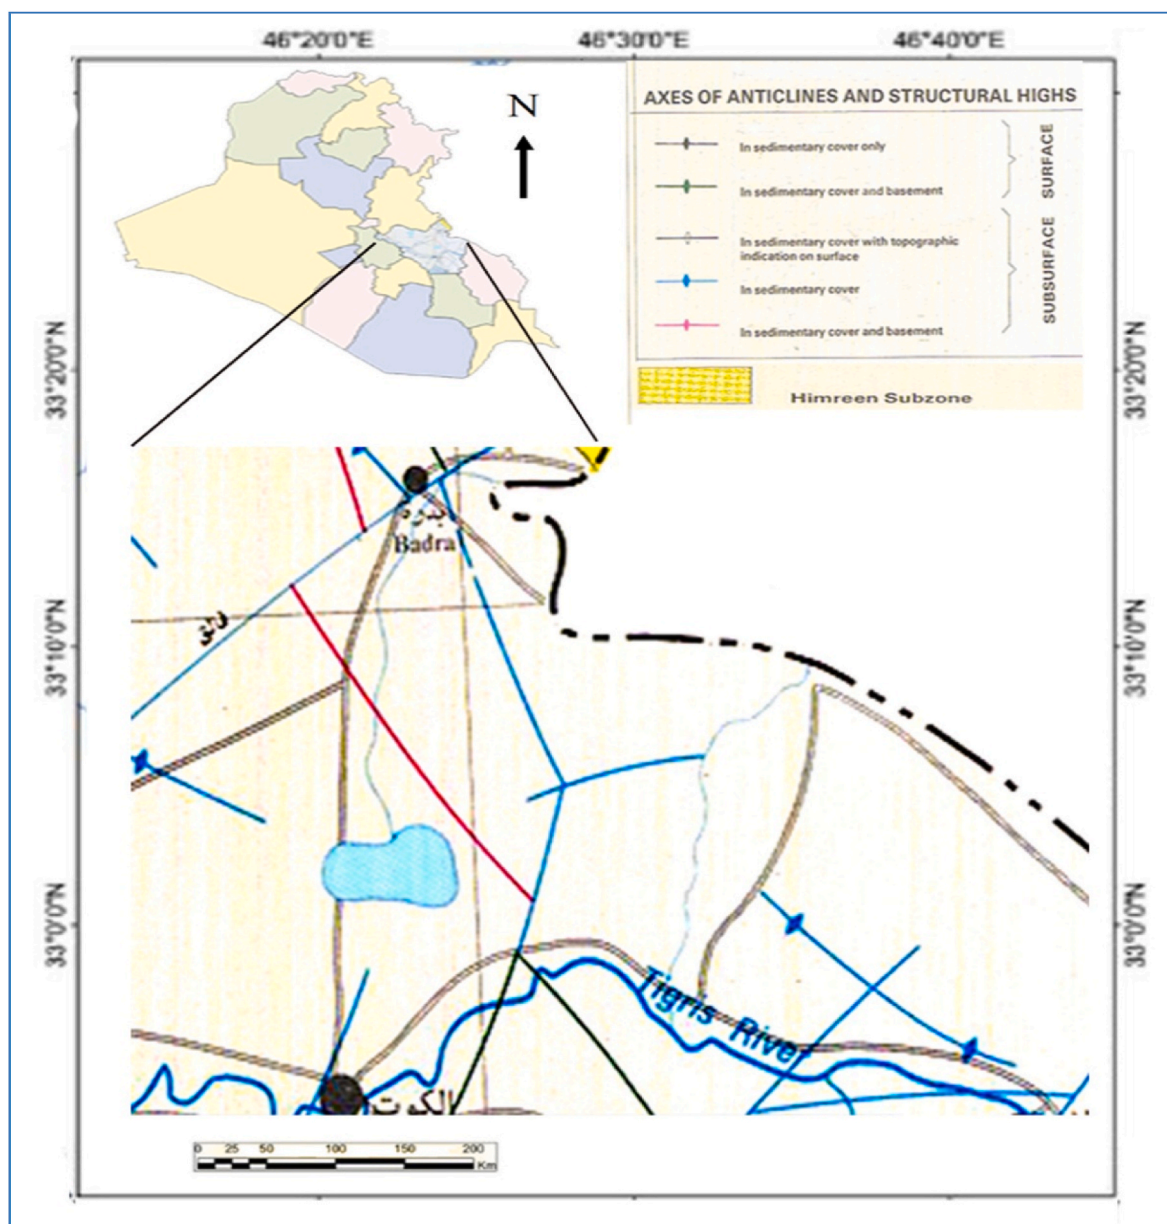 46°20'0"E 46°30'0"E 46°40'0"E
N
AXES OF ANTICLINES AND STRUCTURAL HIGHS
In sedimentary cover only
In sedimentary cover and basement
SURFACE
In sedimentary cover with topographic
indication on surface
In sedimentary cover
In sedimentary cover and basement
SUBSURFACE
Himreen Subzone
33°20'0"N 33°20'0"N
بدرة
Badra
فالق
33°10'0"N 33°10'0"N
33°0'0"N 33°0'0"N
Tigris River
الكوت
0 25 50 100 150 200
Km